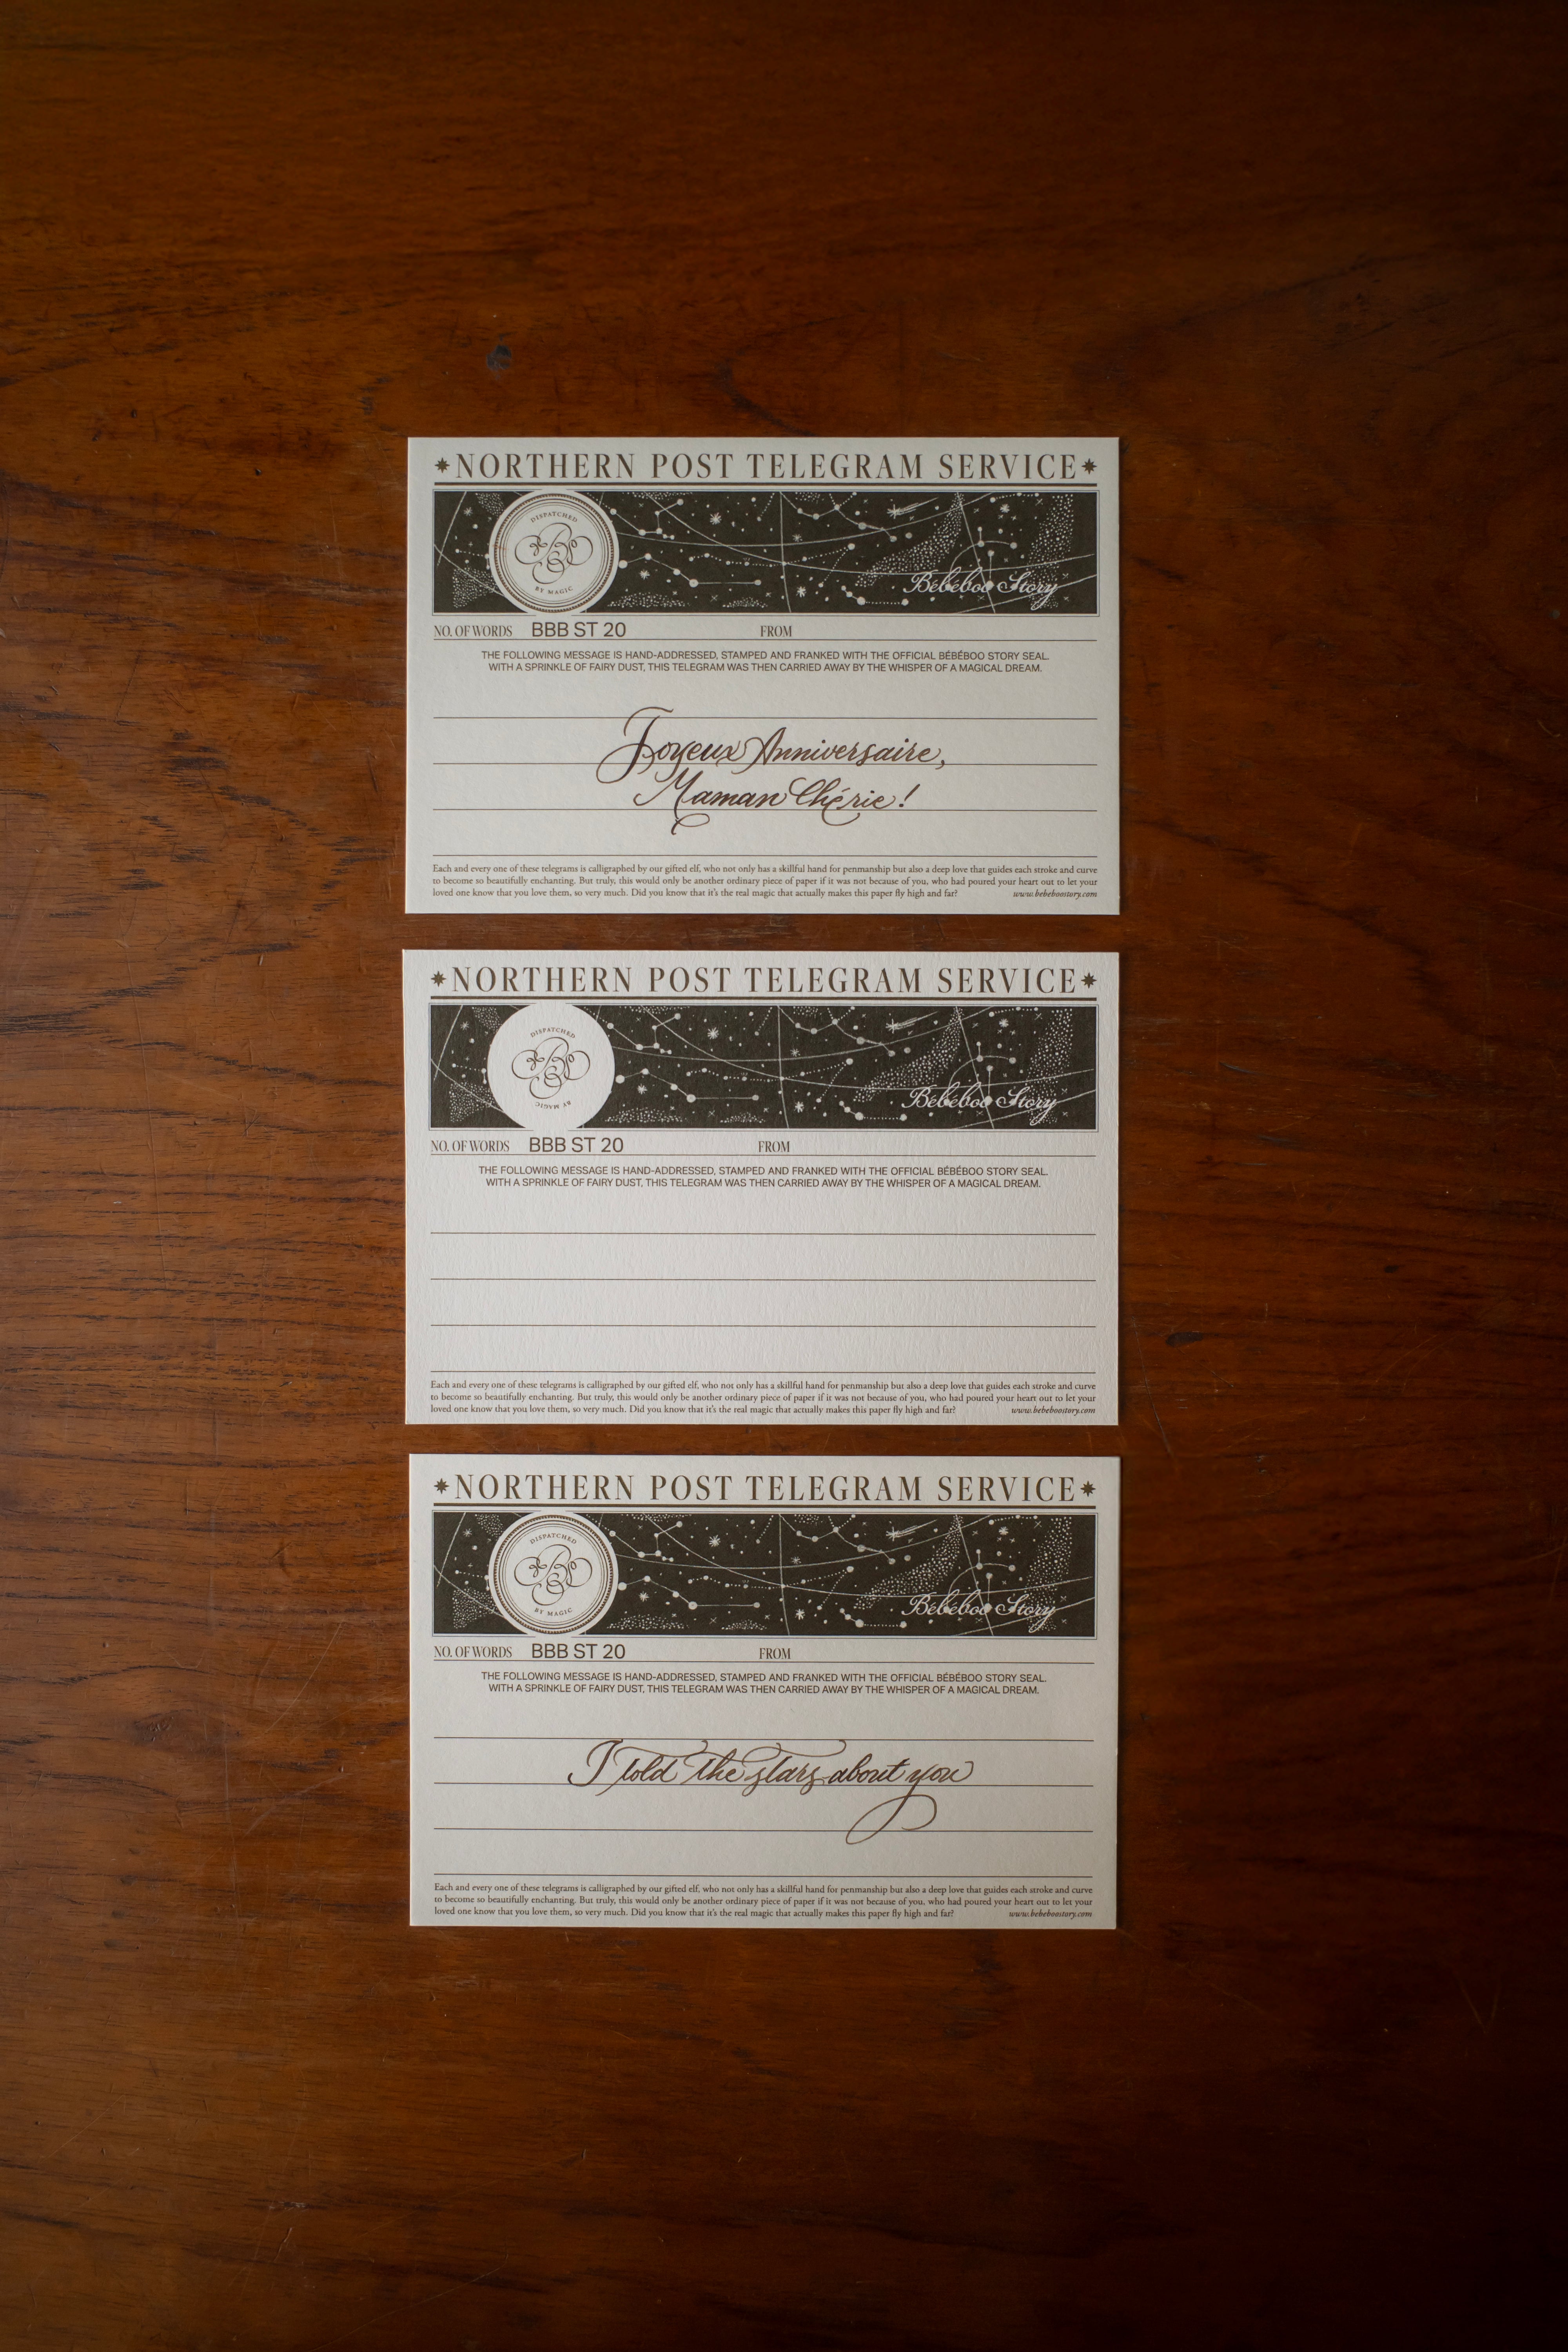 NORTHERN POST TELEGRAM SERVICE
DISPATCHED
BY MAGIC
Bébéboo Story
NO. OF WORDS BBB ST 20 FROM
THE FOLLOWING MESSAGE IS HAND-ADDRESSED, STAMPED AND FRANKED WITH THE OFFICIAL BÉBÉBOO STORY SEAL.
WITH A SPRINKLE OF FAIRY DUST, THIS TELEGRAM WAS THEN CARRIED AWAY BY THE WHISPER OF A MAGICAL DREAM.
Joyeux Anniversaire,
Maman Chérie!
Each and every one of these telegrams is calligraphed by our gifted elf, who not only has a skillful hand for penmanship but also a deep love that guides each stroke and curve
to become so beautifully enchanting. But truly, this would only be another ordinary piece of paper if it was not because of you, who had poured your heart out to let your
loved one know that you love them, so very much. Did you know that it's the real magic that actually makes this paper fly high and far? www.bebeboostory.com
NORTHERN POST TELEGRAM SERVICE
DISPATCHED
BY MAGIC
Bébéboo Story
NO. OF WORDS BBB ST 20 FROM
THE FOLLOWING MESSAGE IS HAND-ADDRESSED, STAMPED AND FRANKED WITH THE OFFICIAL BÉBÉBOO STORY SEAL.
WITH A SPRINKLE OF FAIRY DUST, THIS TELEGRAM WAS THEN CARRIED AWAY BY THE WHISPER OF A MAGICAL DREAM.
Each and every one of these telegrams is calligraphed by our gifted elf, who not only has a skillful hand for penmanship but also a deep love that guides each stroke and curve
to become so beautifully enchanting. But truly, this would only be another ordinary piece of paper if it was not because of you, who had poured your heart out to let your
loved one know that you love them, so very much. Did you know that it's the real magic that actually makes this paper fly high and far? www.bebeboostory.com
NORTHERN POST TELEGRAM SERVICE
DISPATCHED
BY MAGIC
Bébéboo Story
NO. OF WORDS BBB ST 20 FROM
THE FOLLOWING MESSAGE IS HAND-ADDRESSED, STAMPED AND FRANKED WITH THE OFFICIAL BÉBÉBOO STORY SEAL.
WITH A SPRINKLE OF FAIRY DUST, THIS TELEGRAM WAS THEN CARRIED AWAY BY THE WHISPER OF A MAGICAL DREAM.
I told the stars about you
Each and every one of these telegrams is calligraphed by our gifted elf, who not only has a skillful hand for penmanship but also a deep love that guides each stroke and curve
to become so beautifully enchanting. But truly, this would only be another ordinary piece of paper if it was not because of you, who had poured your heart out to let your
loved one know that you love them, so very much. Did you know that it's the real magic that actually makes this paper fly high and far? www.bebeboostory.com